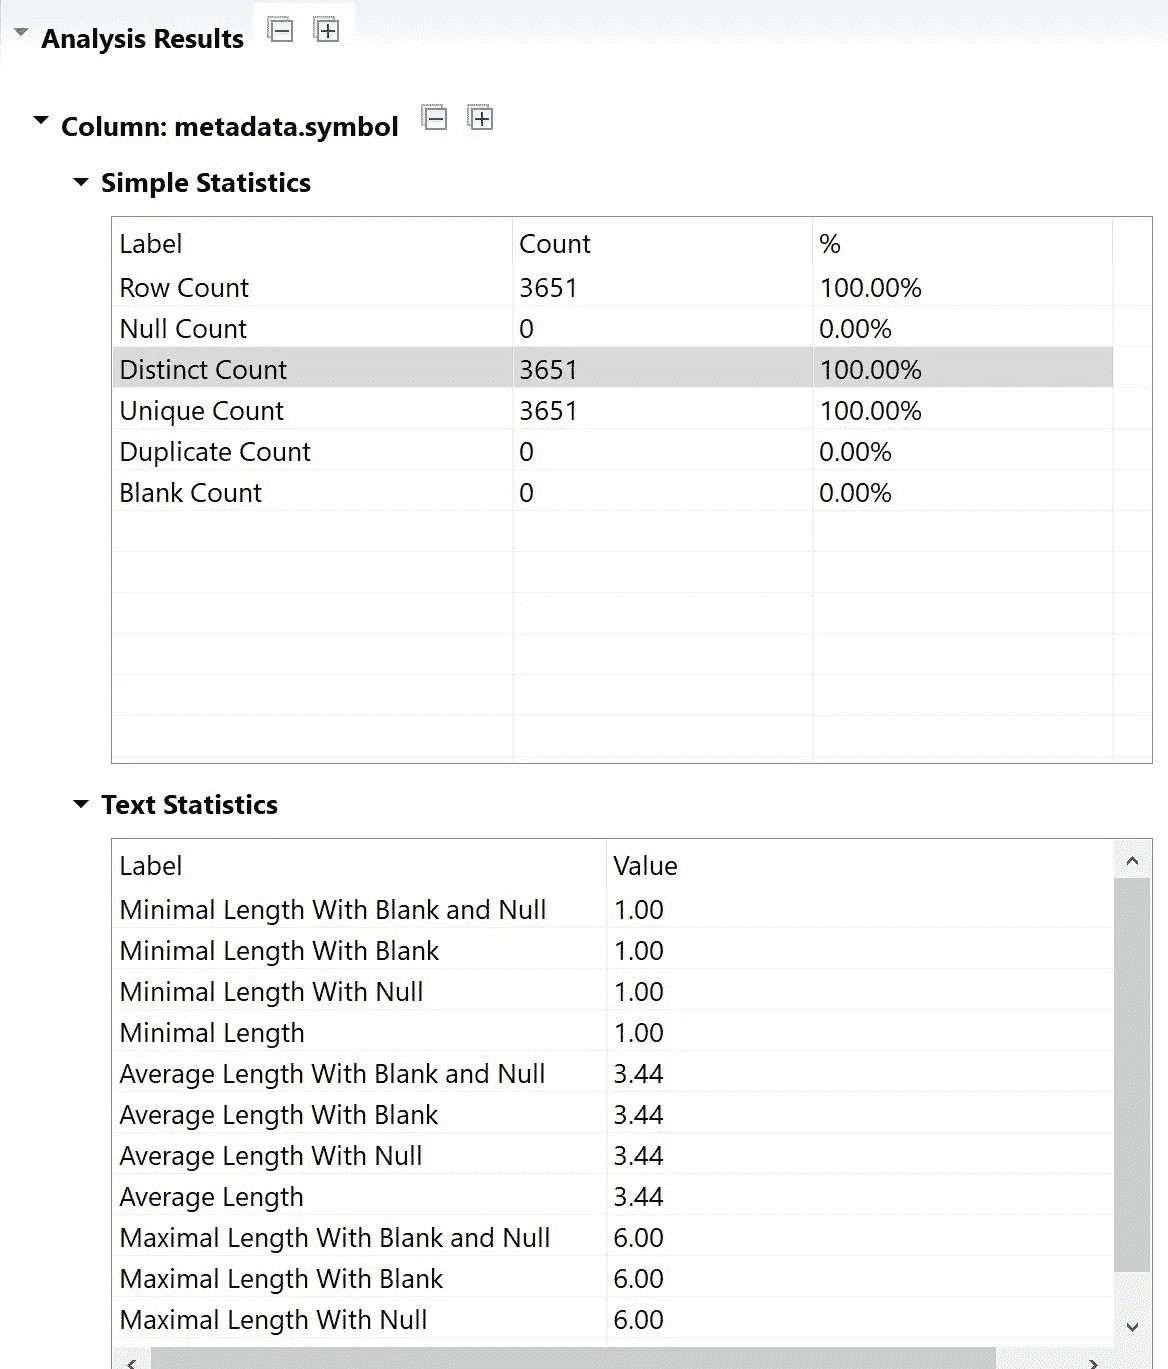 Analysis Results
Column: metadata.symbol
Simple Statistics
Label Count %
Row Count 3651 100.00%
Null Count 0 0.00%
Distinct Count 3651 100.00%
Unique Count 3651 100.00%
Duplicate Count 0 0.00%
Blank Count 0 0.00%
Text Statistics
Label Value
Minimal Length With Blank and Null 1.00
Minimal Length With Blank 1.00
Minimal Length With Null 1.00
Minimal Length 1.00
Average Length With Blank and Null 3.44
Average Length With Blank 3.44
Average Length With Null 3.44
Average Length 3.44
Maximal Length With Blank and Null 6.00
Maximal Length With Blank 6.00
Maximal Length With Null 6.00